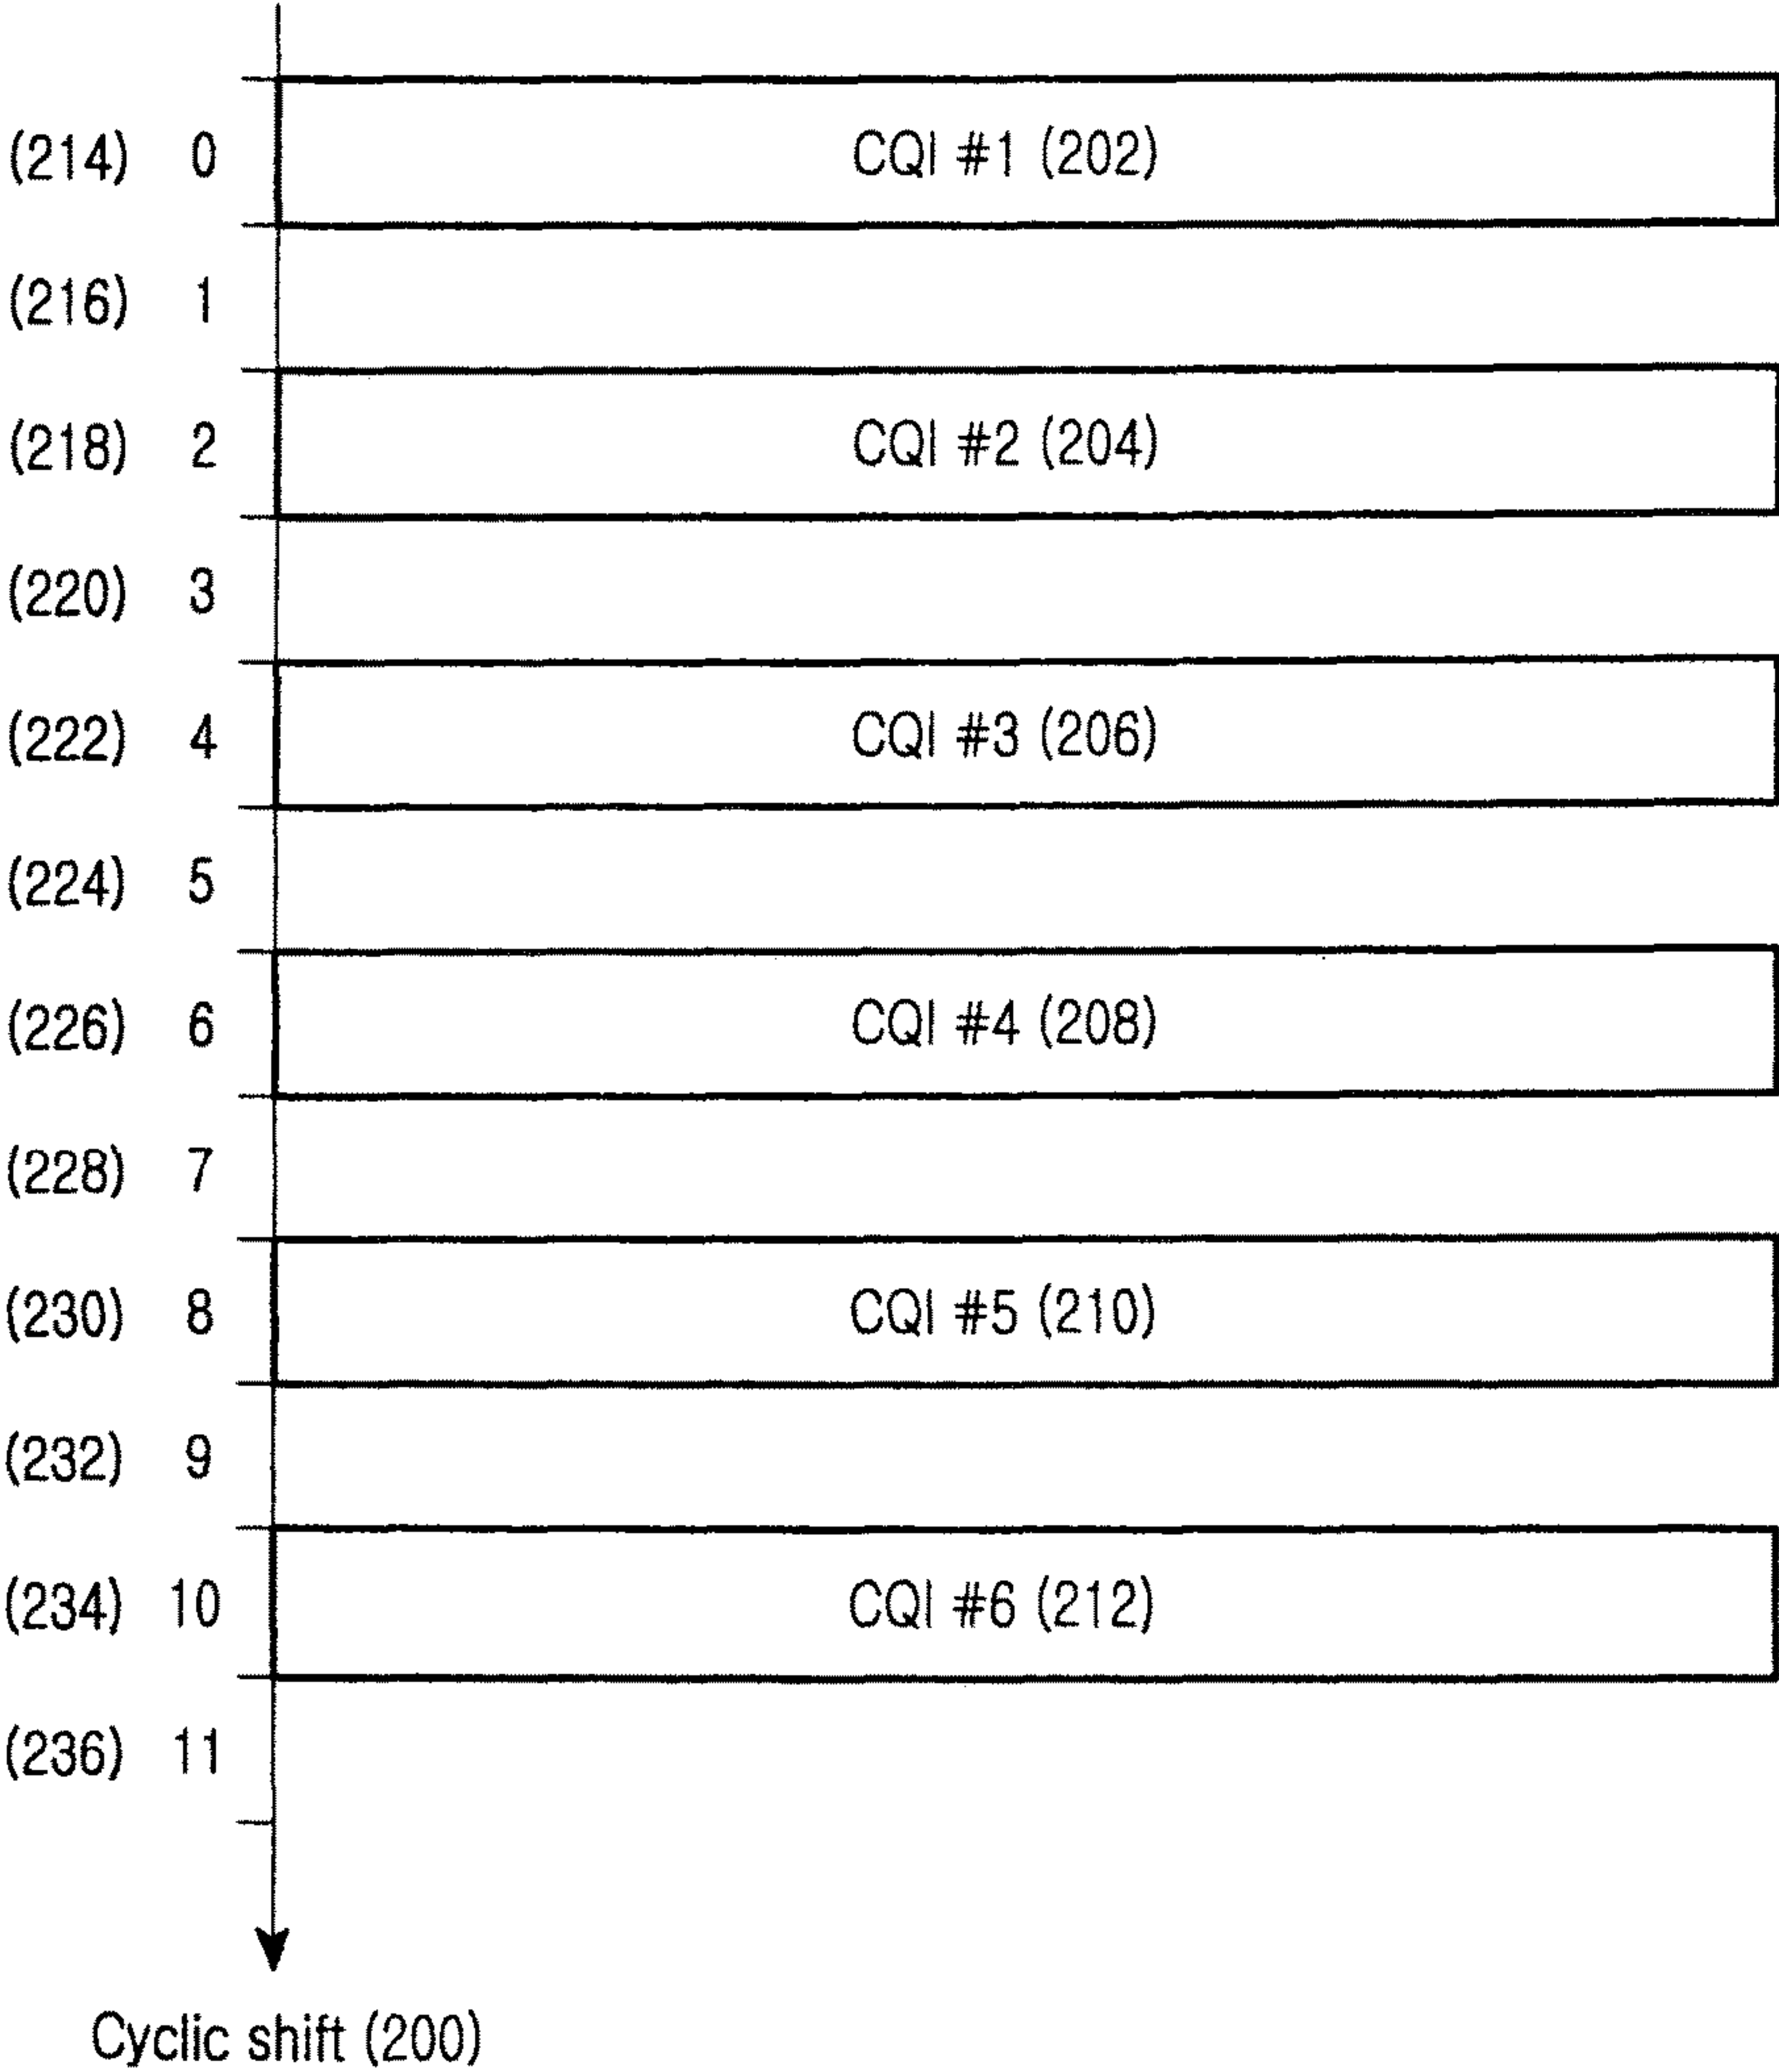 (214) 0 CQI #1 (202)
(216) 1
(218) 2 CQI #2 (204)
(220) 3
(222) 4 CQI #3 (206)
(224) 5
(226) 6 CQI #4 (208)
(228) 7
(230) 8 CQI #5 (210)
(232) 9
(234) 10 CQI #6 (212)
(236) 11
Cyclic shift (200)